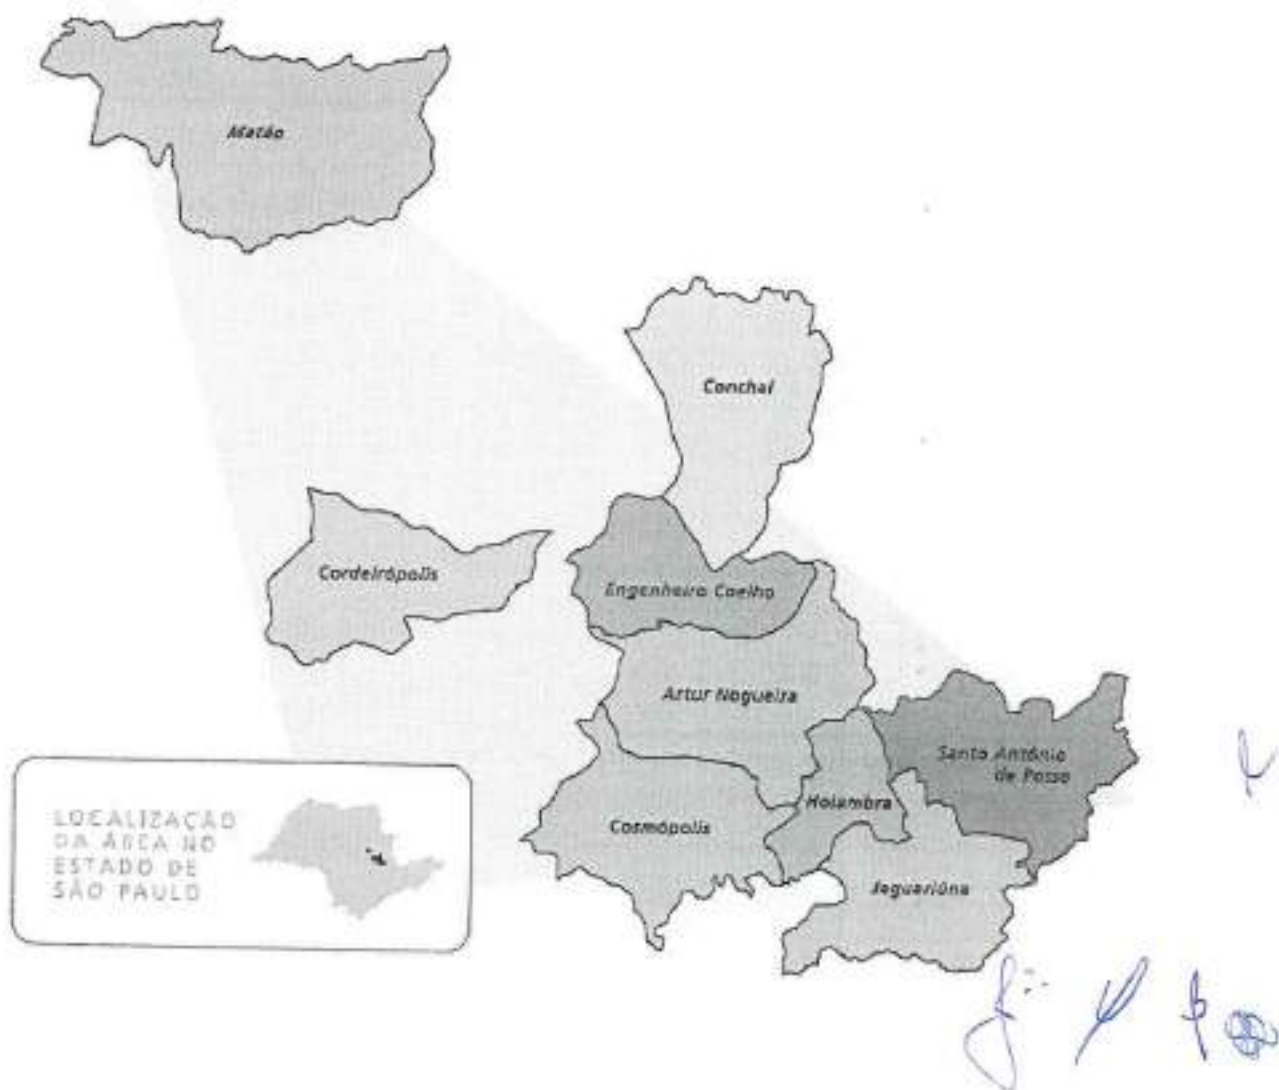 Matão
Conchal
Cordeirópolis
Engenheiro Coelho
Artur Nogueira
Santo Antônio
de Posse
Holambra
Cosmópolis
Jaguariúna
LOCALIZAÇÃO
DA ÁREA NO
ESTADO DE
SÃO PAULO